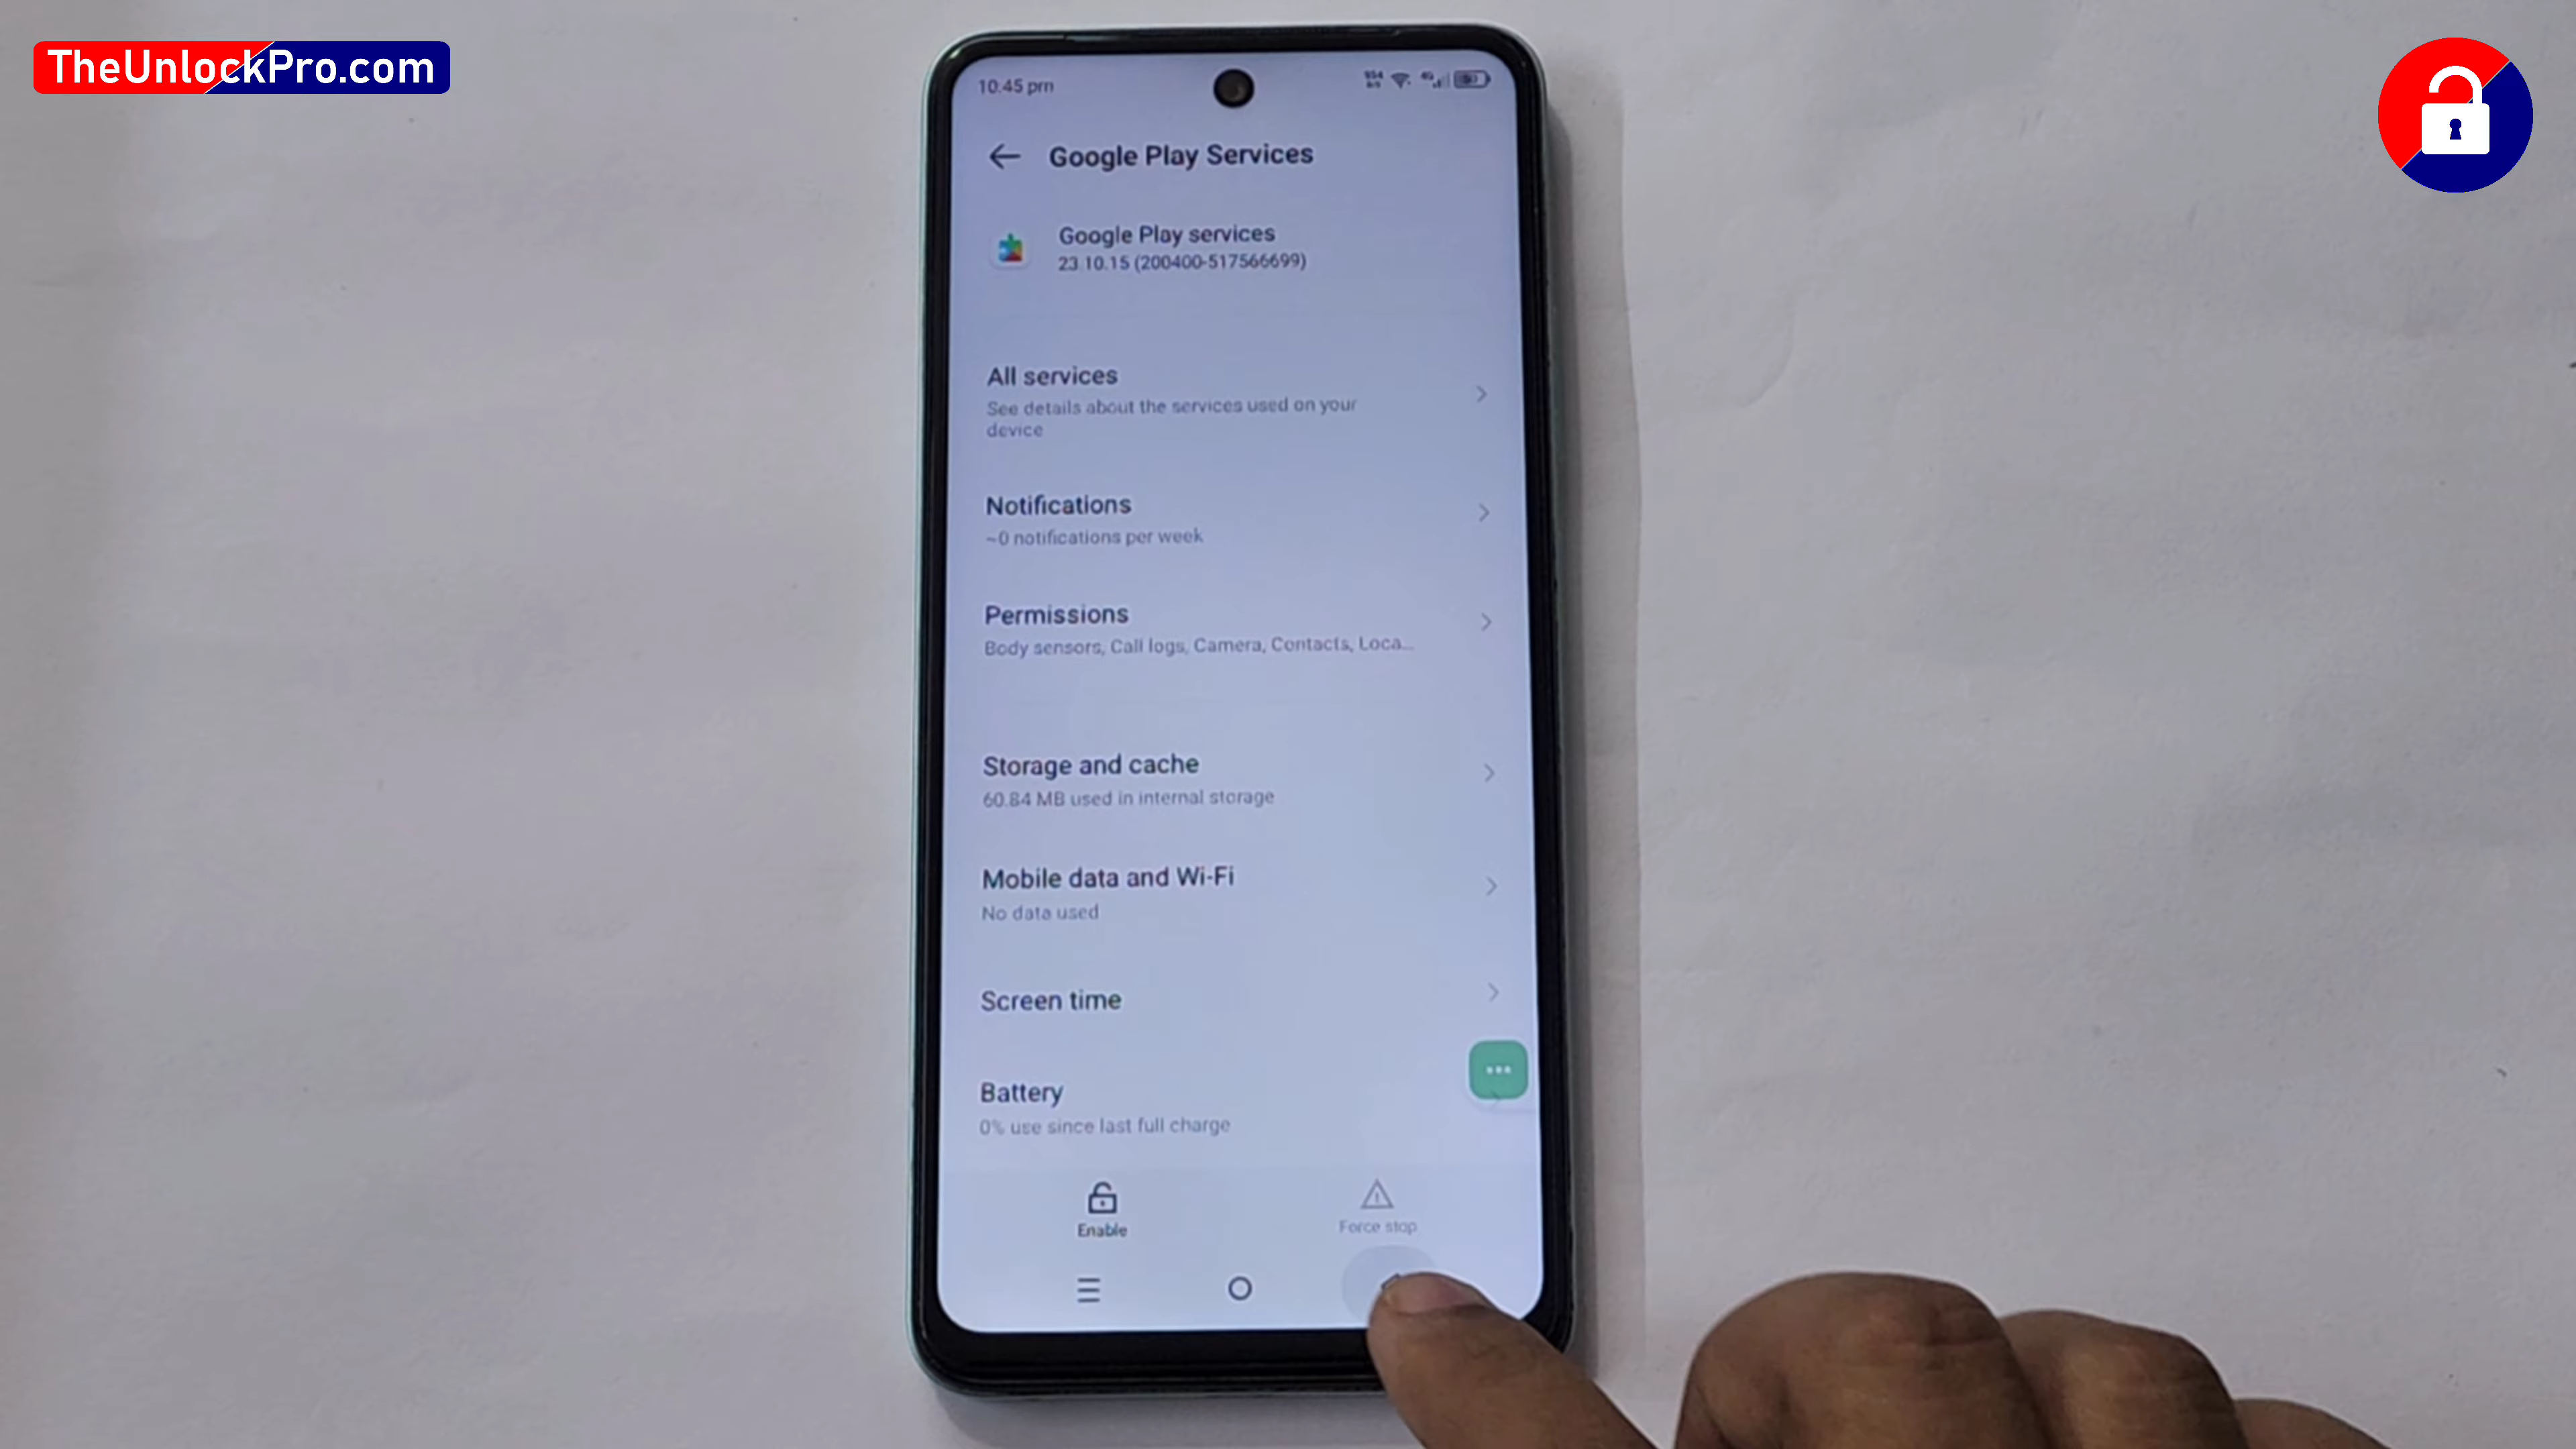 TheUnlockPro.com
10.45 pm
4G
Google Play Services
Google Play services
23.10.15 (200400-517566699)
All services
See details about the services used on your
device
Notifications
~0 notifications per week
Permissions
Body sensors, Call logs, Camera, Contacts, Loca...
Storage and cache
60.84 MB used in internal storage
Mobile data and Wi-Fi
No data used
Screen time
Battery
0% use since last full charge
Enable
Force stop